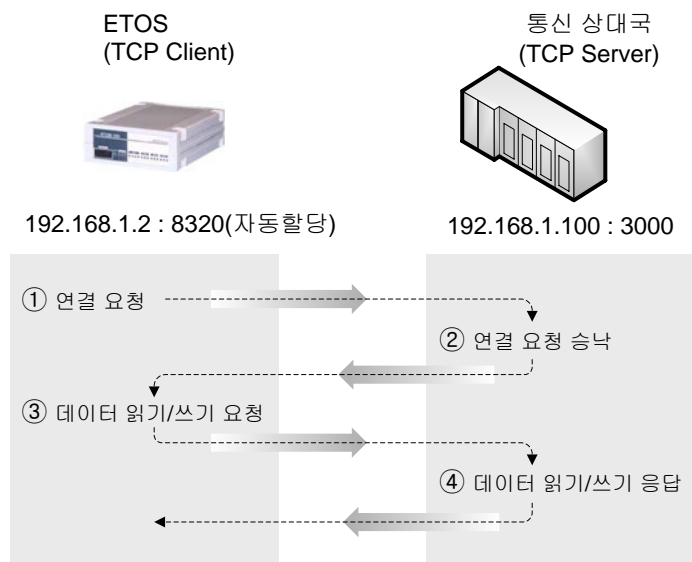 ETOS
(TCP Client)
통신 상대국
(TCP Server)
192.168.1.2 : 8320(자동할당)
192.168.1.100 : 3000
① 연결 요청
② 연결 요청 승낙
③ 데이터 읽기/쓰기 요청
④ 데이터 읽기/쓰기 응답